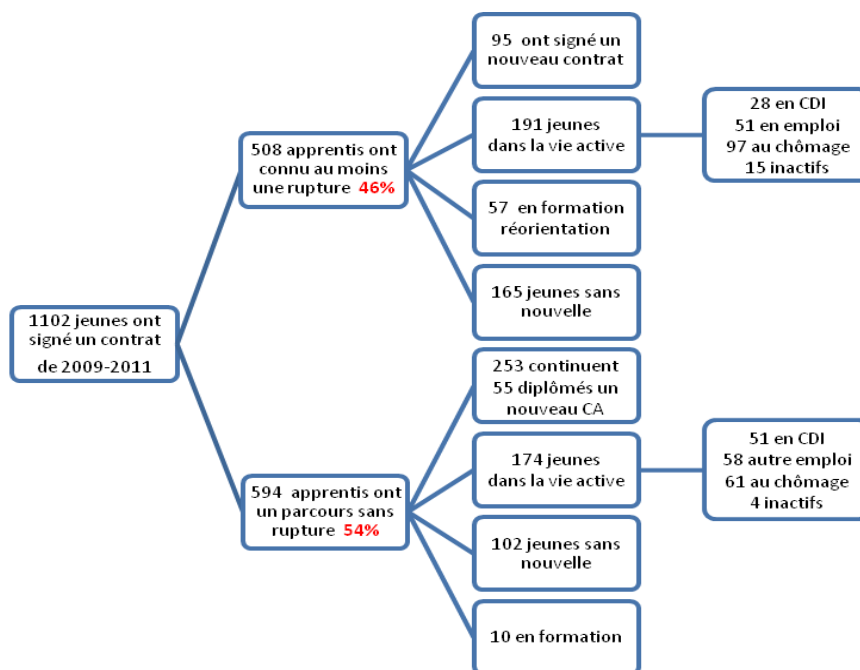 1102 jeunes ont
signé un contrat
de 2009-2011
508 apprentis ont
connu au moins
une rupture 46%
95 ont signé un
nouveau contrat
191 jeunes
dans la vie active
28 en CDI
51 en emploi
97 au chômage
15 inactifs
57 en formation
réorientation
165 jeunes sans
nouvelle
594 apprentis ont
un parcours sans
rupture 54%
253 continuent
55 diplômés un
nouveau CA
174 jeunes
dans la vie active
51 en CDI
58 autre emploi
61 au chômage
4 inactifs
102 jeunes sans
nouvelle
10 en formation